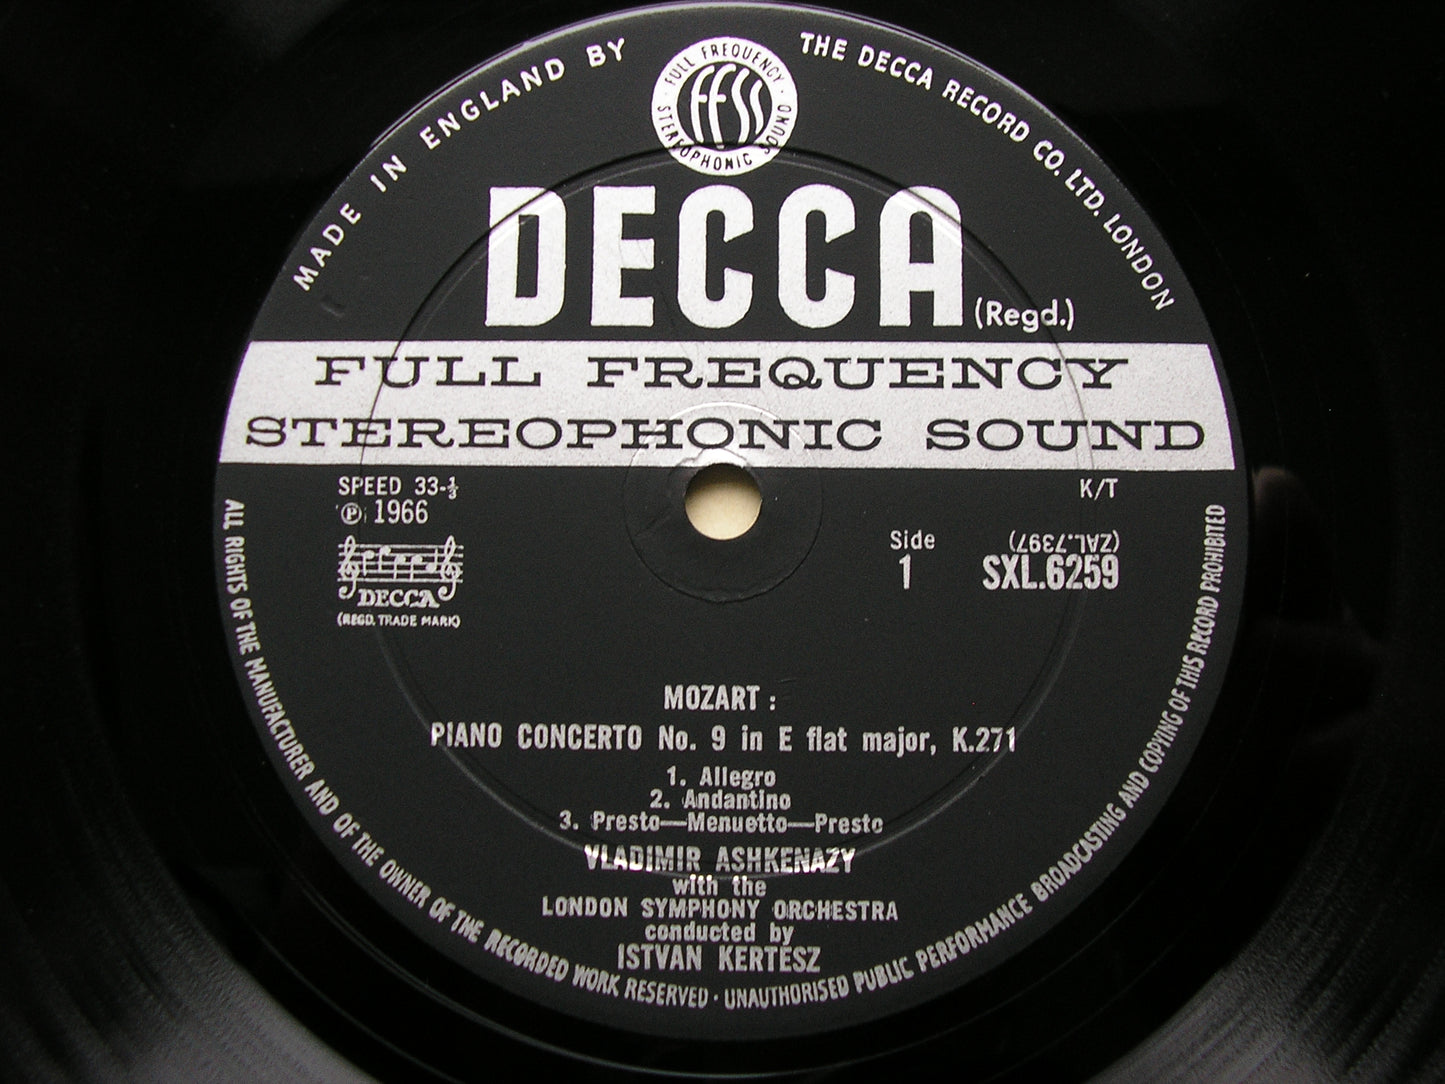 MADE IN ENGLAND BY THE DECCA RECORD CO. LTD. LONDON
FULL FREQUENCY
FFSS
STEREOPHONIC SOUND
DECCA (Regd.)
FULL FREQUENCY
STEREOPHONIC SOUND
SPEED 33-⅓
℗ 1966
DECCA
(REGD. TRADE MARK)
K/T
Side
1
(ZAL.7397)
SXL.6259
MOZART :
PIANO CONCERTO No. 9 in E flat major, K.271
1. Allegro
2. Andantino
3. Presto—Menuetto—Presto
VLADIMIR ASHKENAZY
with the
LONDON SYMPHONY ORCHESTRA
conducted by
ISTVAN KERTESZ
ALL RIGHTS OF THE MANUFACTURER AND OF THE OWNER OF THE RECORDED WORK RESERVED · UNAUTHORISED PUBLIC PERFORMANCE BROADCASTING AND COPYING OF THIS RECORD PROHIBITED